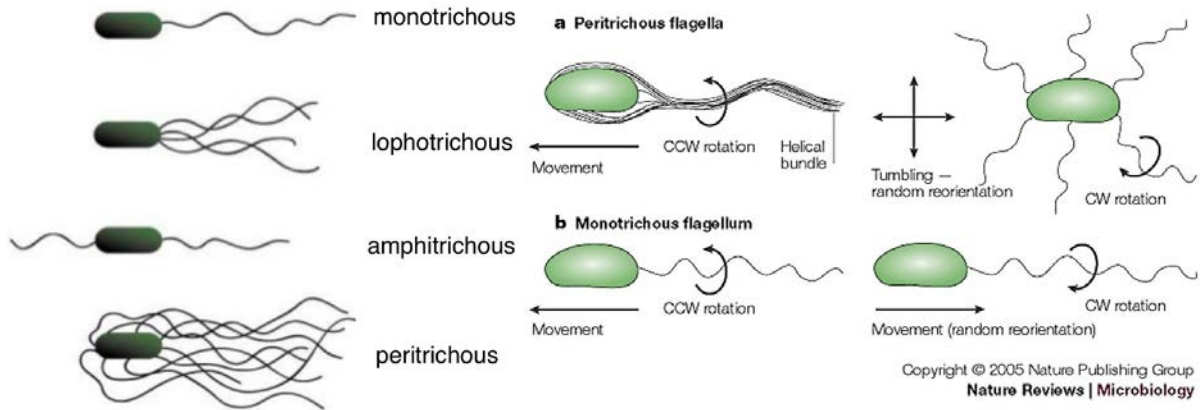 monotrichous
lophotrichous
amphitrichous
peritrichous
a Peritrichous flagella
Movement
CCW rotation
Helical
bundle
Tumbling —
random reorientation
CW rotation
b Monotrichous flagellum
Movement
CCW rotation
Movement (random reorientation)
CW rotation
Copyright © 2005 Nature Publishing Group
Nature Reviews | Microbiology